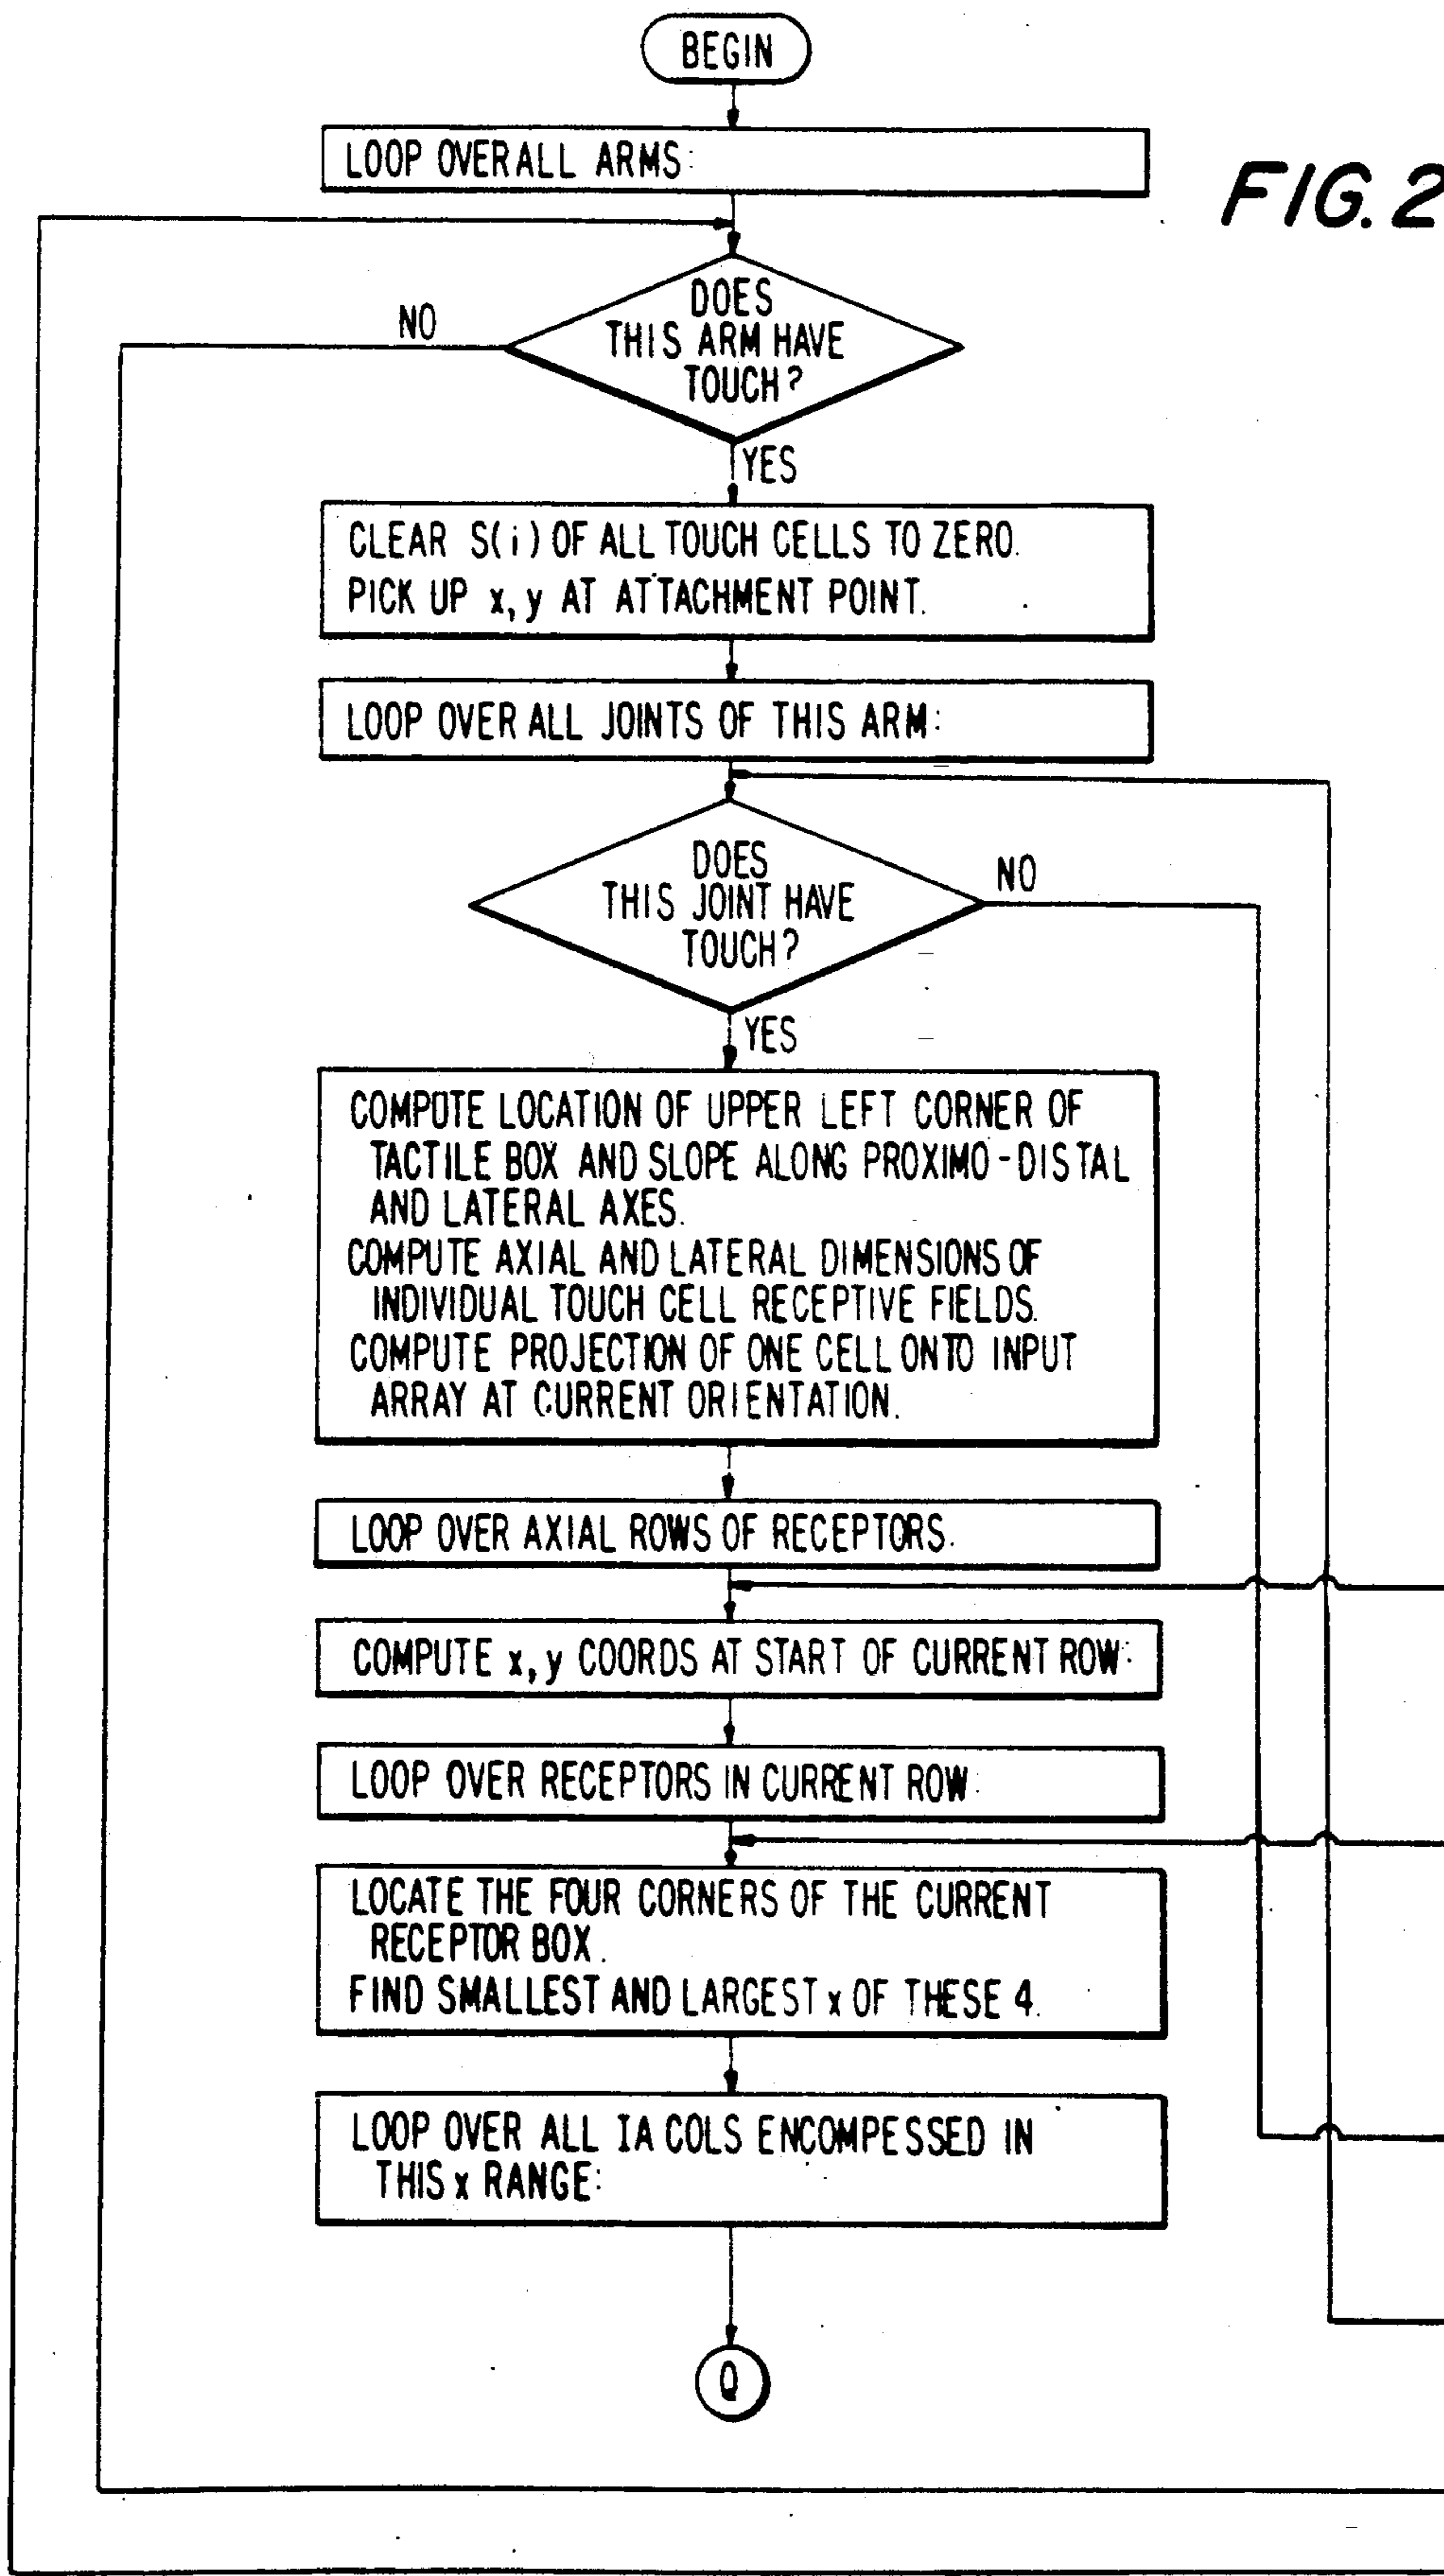 BEGIN
LOOP OVERALL ARMS:
FIG. 2
DOES
THIS ARM HAVE
TOUCH?
NO
YES
CLEAR S(i) OF ALL TOUCH CELLS TO ZERO.
PICK UP x, y AT ATTACHMENT POINT.
LOOP OVER ALL JOINTS OF THIS ARM:
DOES
THIS JOINT HAVE
TOUCH?
NO
YES
COMPUTE LOCATION OF UPPER LEFT CORNER OF
TACTILE BOX AND SLOPE ALONG PROXIMO-DISTAL
AND LATERAL AXES.
COMPUTE AXIAL AND LATERAL DIMENSIONS OF
INDIVIDUAL TOUCH CELL RECEPTIVE FIELDS.
COMPUTE PROJECTION OF ONE CELL ONTO INPUT
ARRAY AT CURRENT ORIENTATION.
LOOP OVER AXIAL ROWS OF RECEPTORS.
COMPUTE x, y COORDS AT START OF CURRENT ROW:
LOOP OVER RECEPTORS IN CURRENT ROW:
LOCATE THE FOUR CORNERS OF THE CURRENT
RECEPTOR BOX.
FIND SMALLEST AND LARGEST x OF THESE 4.
LOOP OVER ALL IA COLS ENCOMPESSED IN
THIS x RANGE:
Q